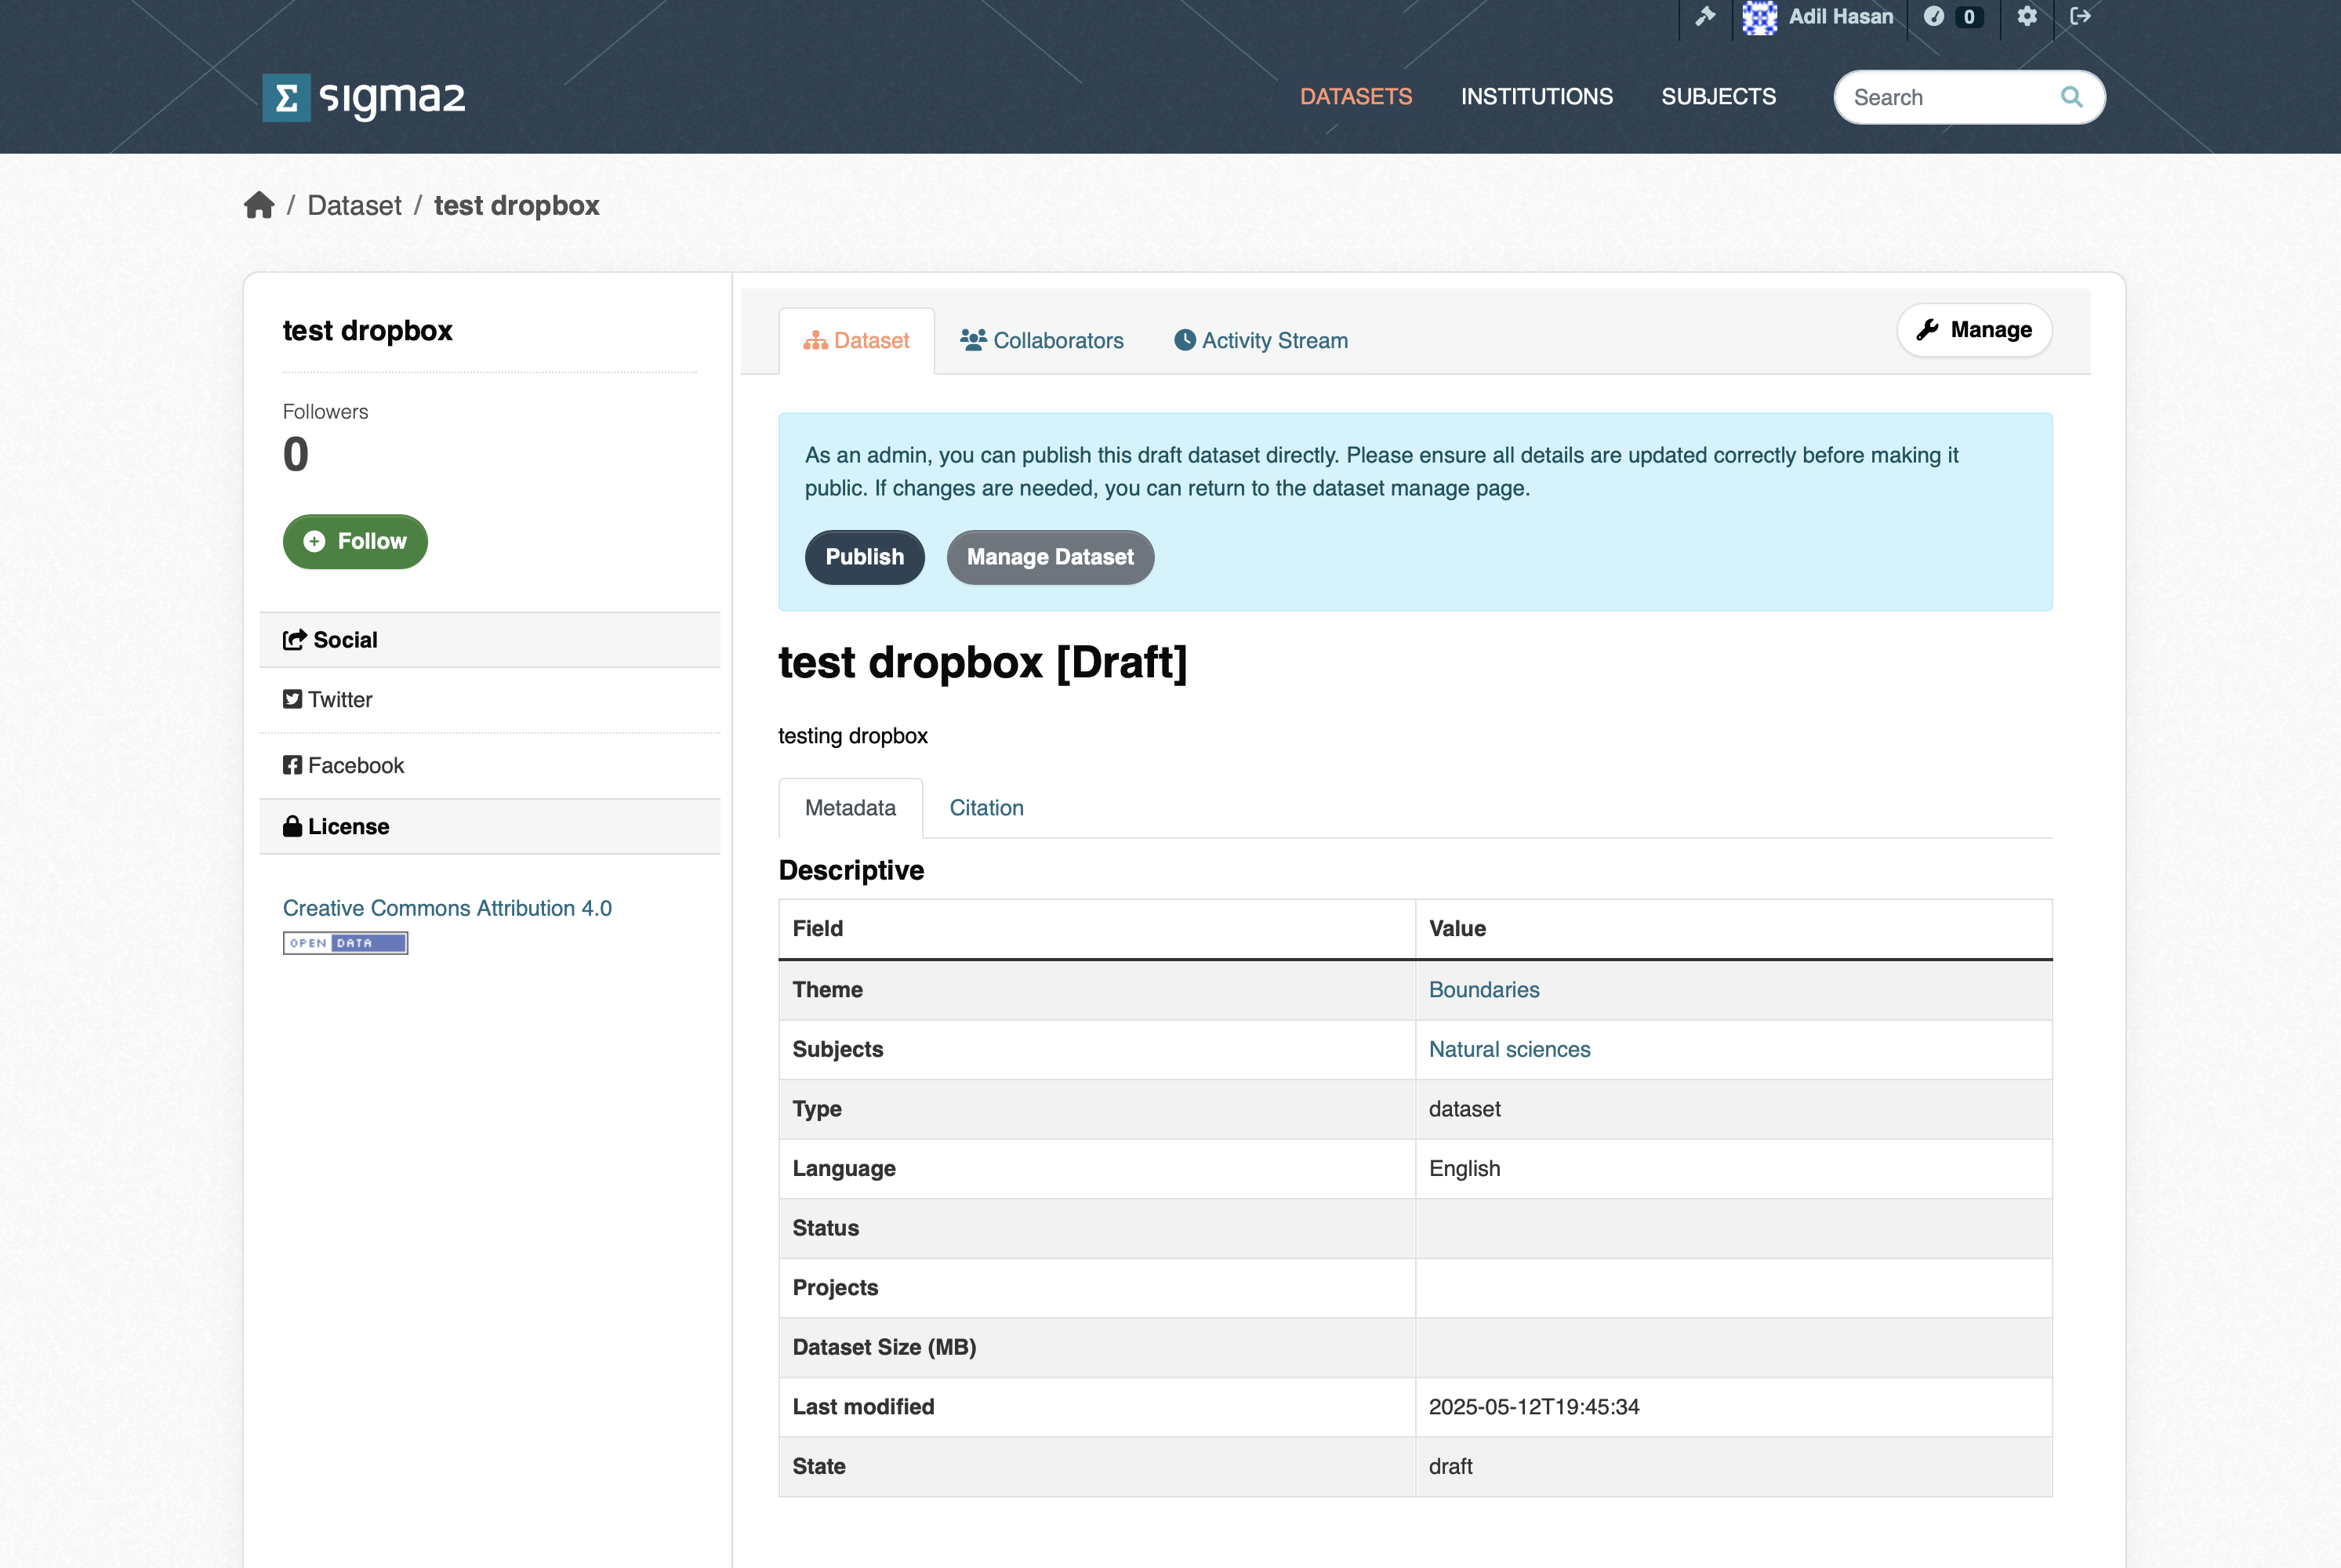 Adil Hasan 0
Σ sigma2
DATASETS INSTITUTIONS SUBJECTS Search
/ Dataset / test dropbox
test dropbox
Followers
0
Follow
Social
Twitter
Facebook
License
Creative Commons Attribution 4.0
OPEN DATA
Dataset Collaborators Activity Stream Manage
As an admin, you can publish this draft dataset directly. Please ensure all details are updated correctly before making it
public. If changes are needed, you can return to the dataset manage page.
Publish Manage Dataset
test dropbox [Draft]
testing dropbox
Metadata Citation
Descriptive
Field Value
Theme Boundaries
Subjects Natural sciences
Type dataset
Language English
Status
Projects
Dataset Size (MB)
Last modified 2025-05-12T19:45:34
State draft